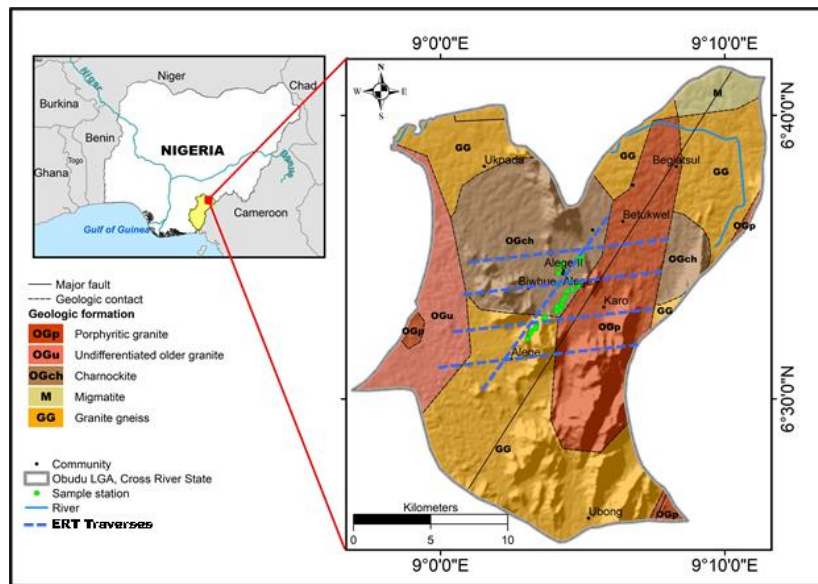 Niger
Niger
Chad
Burkina
Benin
NIGERIA
Togo
Ghana
Benue
Cameroon
Gulf of Guinea
Major fault
Geologic contact
Geologic formation
OGp Porphyritic granite
OGu Undifferentiated older granite
OGch Charnockite
M Migmatite
GG Granite gneiss
Community
Obudu LGA, Cross River State
Sample station
River
ERT Traverses
9°0'0"E 9°10'0"E
N
W E
S
M
6°40'0"N
GG
Ukpada
GG
GG
Betukwel
OGp
OGch
OGch
Alege II
Biwhue Alege
Karo
OGu
GG
OGp
OGp
Alege
6°30'0"N
GG
Kilometers
0 5 10
Ubong
OGp
9°0'0"E 9°10'0"E